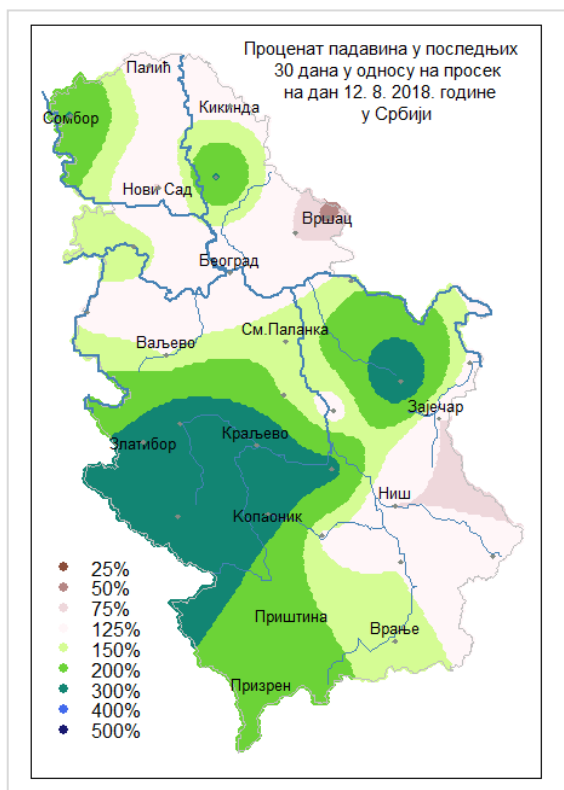 Проценат падавина у последњих
30 дана у односу на просек
на дан 12. 8. 2018. године
у Србији
Палић
Кикинда
Сомбор
Нови Сад
Вршац
Београд
См.Паланка
Ваљево
Зајечар
Краљево
Златибор
Ниш
Копаоник
Приштина
Врање
Призрен
25%
50%
75%
125%
150%
200%
300%
400%
500%